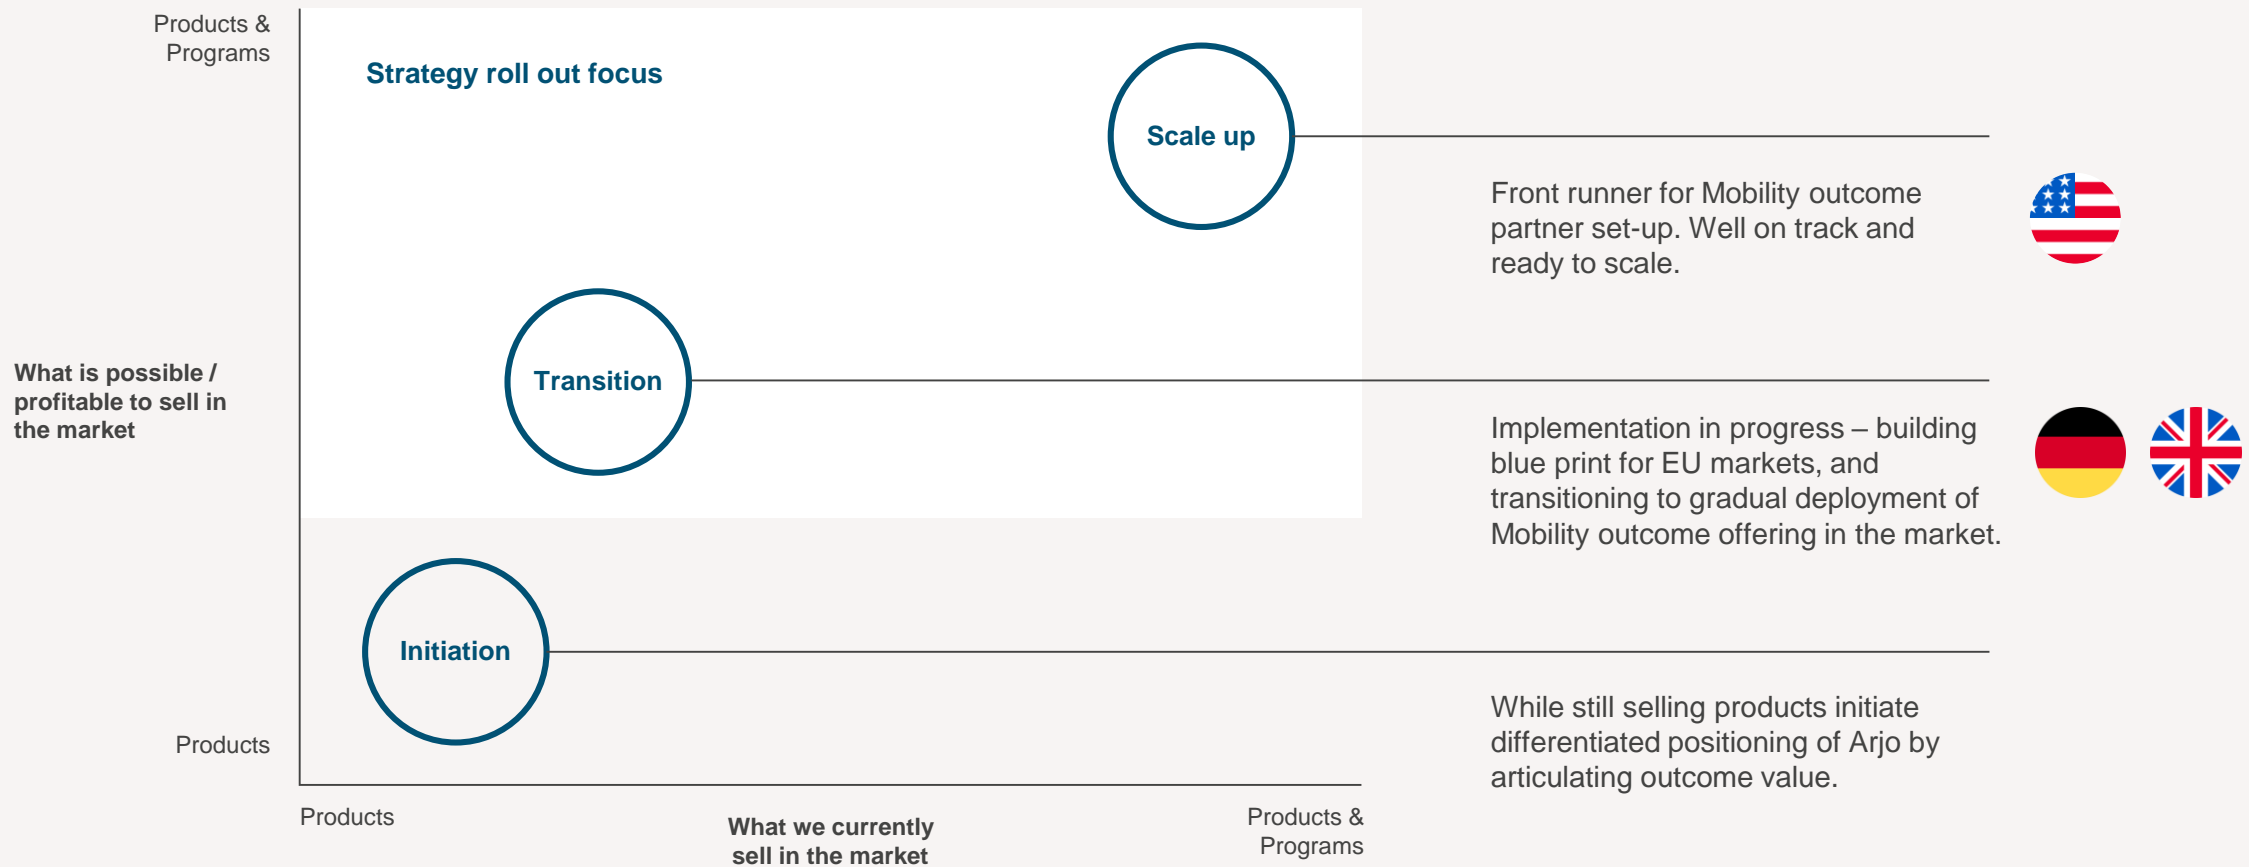 Products &
Programs
Strategy roll out focus
Scale up
Front runner for Mobility outcome
partner set-up. Well on track and
ready to scale.
What is possible /
profitable to sell in
the market
Transition
Implementation in progress – building
blue print for EU markets, and
transitioning to gradual deployment of
Mobility outcome offering in the market.
Initiation
While still selling products initiate
differentiated positioning of Arjo by
articulating outcome value.
Products
Products
What we currently
sell in the market
Products &
Programs